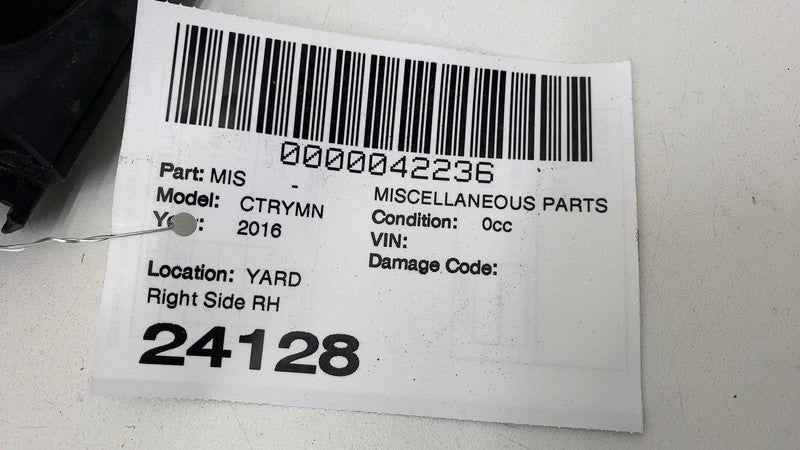 0000042236
Part: MIS -
MISCELLANEOUS PARTS
Model: CTRYMN
Condition: 0cc
2016
VIN:
Damage Code:
Location: YARD
Right Side RH
24128